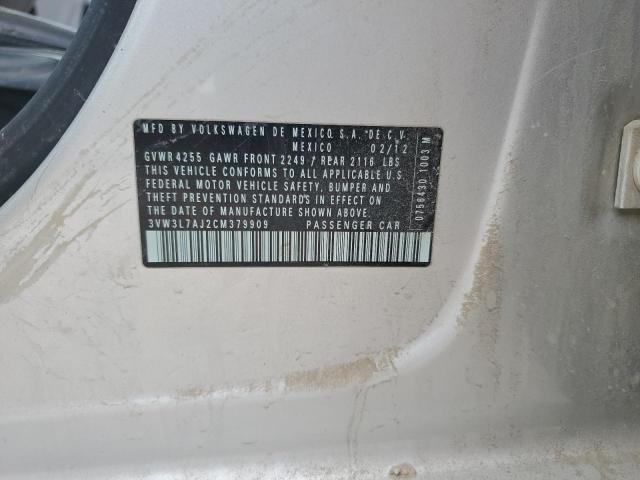 MFD BY VOLKSWAGEN DE MEXICO S.A. DE C.V.
MEXICO 02/12
GVWR 4255 GAWR FRONT 2249 / REAR 2116 LBS
THIS VEHICLE CONFORMS TO ALL APPLICABLE U.S.
FEDERAL MOTOR VEHICLE SAFETY, BUMPER AND
THEFT PREVENTION STANDARDS IN EFFECT ON
THE DATE OF MANUFACTURE SHOWN ABOVE.
3VW3L7AJ2CM379909 PASSENGER CAR
0756430 1003 M